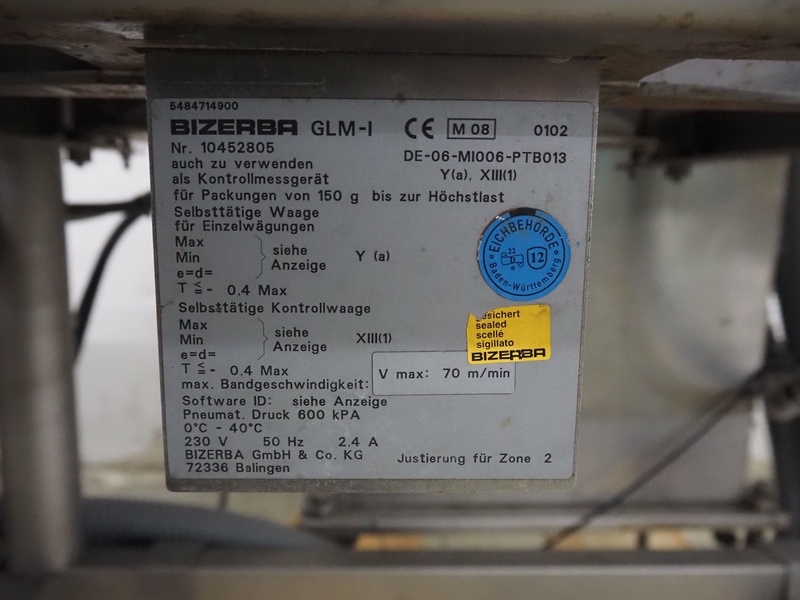 5484714900
BIZERBA GLM-I CE M 08 0102
Nr. 10452805
DE-06-MI006-PTB013
auch zu verwenden
Y(a), XIII(1)
als Kontrollmessgerät
für Packungen von 150 g bis zur Höchstlast
Selbsttätige Waage
für Einzelwägungen
Max
Min
e=d=
siehe
Anzeige
Y (a)
T ≤ - 0,4 Max
EICHBEHÖRDE
22
D
12
Baden-Württemberg
Selbsttätige Kontrollwaage
Max
Min
e=d=
siehe
Anzeige
XIII(1)
T ≤ - 0,4 Max
gesichert
sealed
scellé
sigillato
BIZERBA
max. Bandgeschwindigkeit: V max: 70 m/min
Software ID: siehe Anzeige
Pneumat. Druck 600 kPA
0°C - 40°C
230 V 50 Hz 2.4 A
BIZERBA GmbH & Co. KG
72336 Balingen
Justierung für Zone 2